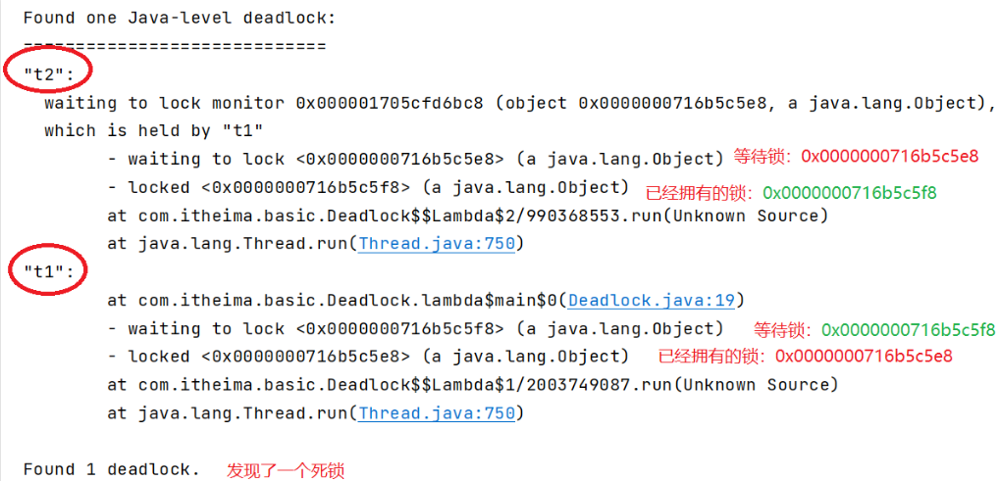 Found one Java-level deadlock:
=============================
"t2":
waiting to lock monitor 0x000001705cfd6bc8 (object 0x0000000716b5c5e8, a java.lang.Object),
which is held by "t1"
- waiting to lock <0x0000000716b5c5e8> (a java.lang.Object) 等待锁：0x0000000716b5c5e8
- locked <0x0000000716b5c5f8> (a java.lang.Object) 已经拥有的锁：0x0000000716b5c5f8
at com.itheima.basic.Deadlock$$Lambda$2/990368553.run(Unknown Source)
at java.lang.Thread.run(Thread.java:750)
"t1":
at com.itheima.basic.Deadlock.lambda$main$0(Deadlock.java:19)
- waiting to lock <0x0000000716b5c5f8> (a java.lang.Object) 等待锁：0x0000000716b5c5f8
- locked <0x0000000716b5c5e8> (a java.lang.Object) 已经拥有的锁：0x0000000716b5c5e8
at com.itheima.basic.Deadlock$$Lambda$1/2003749087.run(Unknown Source)
at java.lang.Thread.run(Thread.java:750)
Found 1 deadlock. 发现了一个死锁